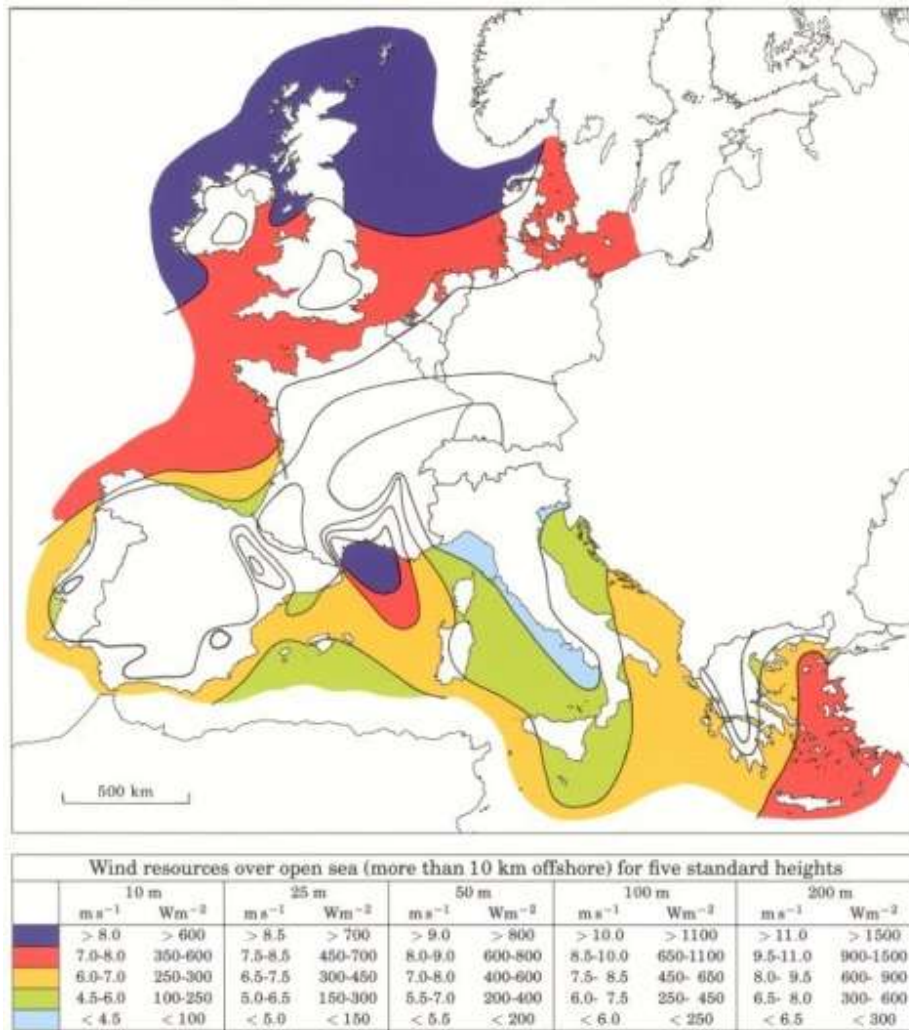 500 km
Wind resources over open sea (more than 10 km offshore) for five standard heights
10 m 25 m 50 m 100 m 200 m
m s⁻¹ Wm⁻² m s⁻¹ Wm⁻² m s⁻¹ Wm⁻² m s⁻¹ Wm⁻² m s⁻¹ Wm⁻²
> 8.0 >600 > 8.5 > 700 > 9.0 > 800 > 10.0 > 1100 > 11.0 > 1500
7.0-8.0 350-600 7.5-8.5 450-700 8.0-9.0 600-800 8.5-10.0 650-1100 9.5-11.0 900-1500
6.0-7.0 250-300 6.5-7.5 300-450 7.0-8.0 400-600 7.5- 8.5 450- 650 8.0- 9.5 600- 900
4.5-6.0 100-250 5.0-6.5 150-300 5.5-7.0 200-400 6.0- 7.5 250- 450 6.5- 8.0 300- 600
< 4.5 < 100 < 5.0 < 150 < 5.5 < 200 < 6.0 < 250 < 6.5 < 300